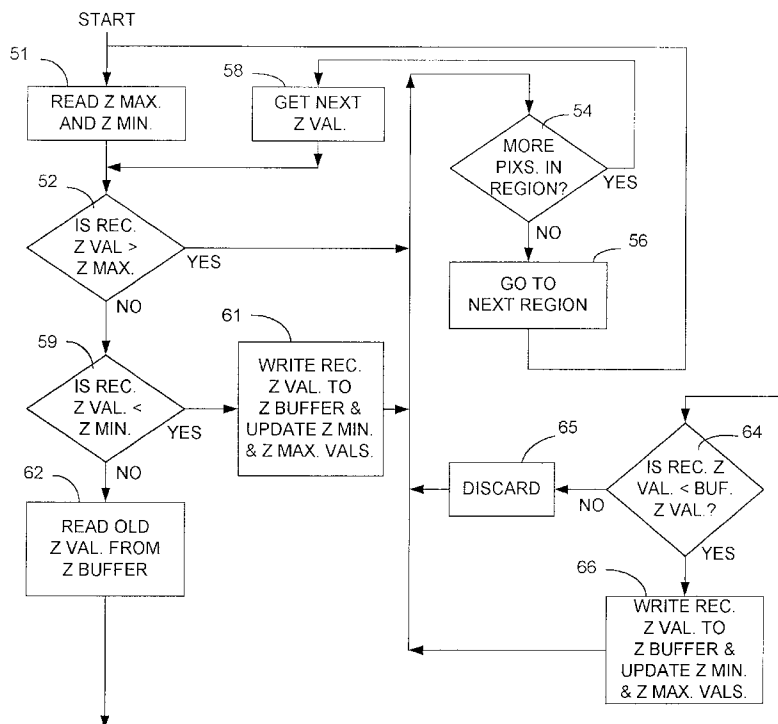 START
51
READ Z MAX.
AND Z MIN.
58
GET NEXT
Z VAL.
54
MORE
PIXS. IN
REGION?
YES
NO
52
IS REC.
Z VAL >
Z MAX.
YES
NO
56
GO TO
NEXT REGION
59
IS REC.
Z VAL. <
Z MIN.
YES
NO
61
WRITE REC.
Z VAL. TO
Z BUFFER &
UPDATE Z MIN.
& Z MAX. VALS.
62
READ OLD
Z VAL. FROM
Z BUFFER
64
IS REC. Z
VAL. < BUF.
Z VAL.?
NO
YES
65
DISCARD
66
WRITE REC.
Z VAL. TO
Z BUFFER &
UPDATE Z MIN.
& Z MAX. VALS.